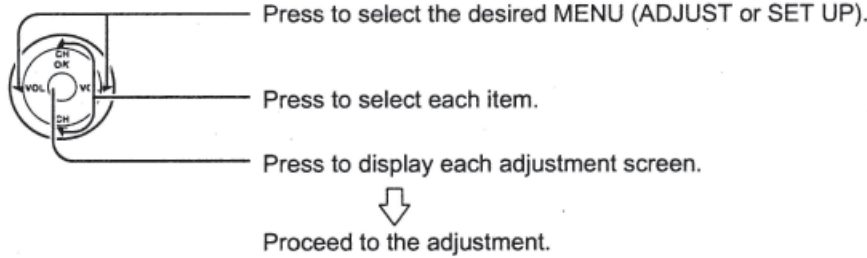 Press to select the desired MENU (ADJUST or SET UP).
CH
OK
VOL
Press to select each item.
Press to display each adjustment screen.
Proceed to the adjustment.